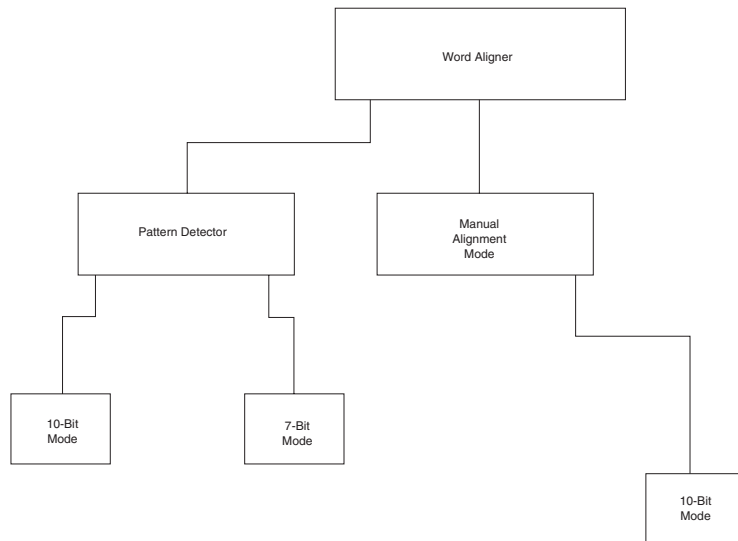 Word Aligner
Pattern Detector
Manual
Alignment
Mode
10-Bit
Mode
7-Bit
Mode
10-Bit
Mode